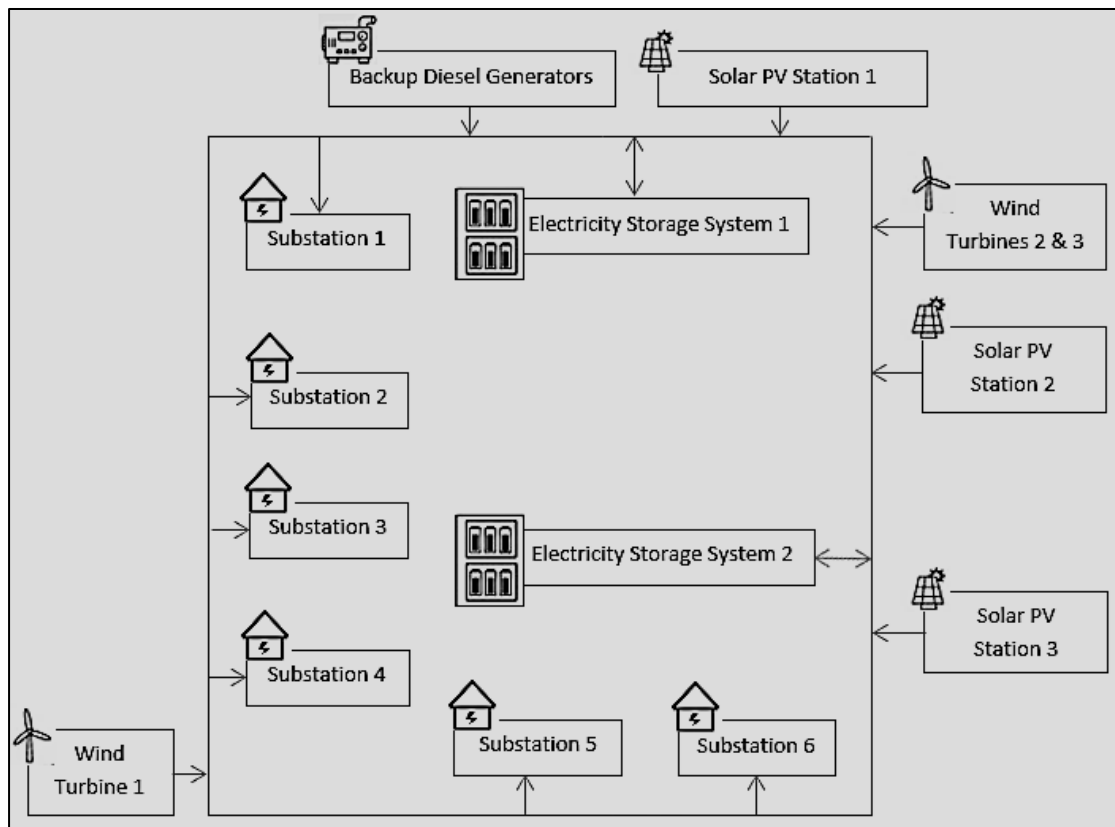 Backup Diesel Generators
Solar PV Station 1
Substation 1
Electricity Storage System 1
Wind
Turbines 2 & 3
Substation 2
Solar PV
Station 2
Substation 3
Electricity Storage System 2
Substation 4
Solar PV
Station 3
Wind
Turbine 1
Substation 5
Substation 6